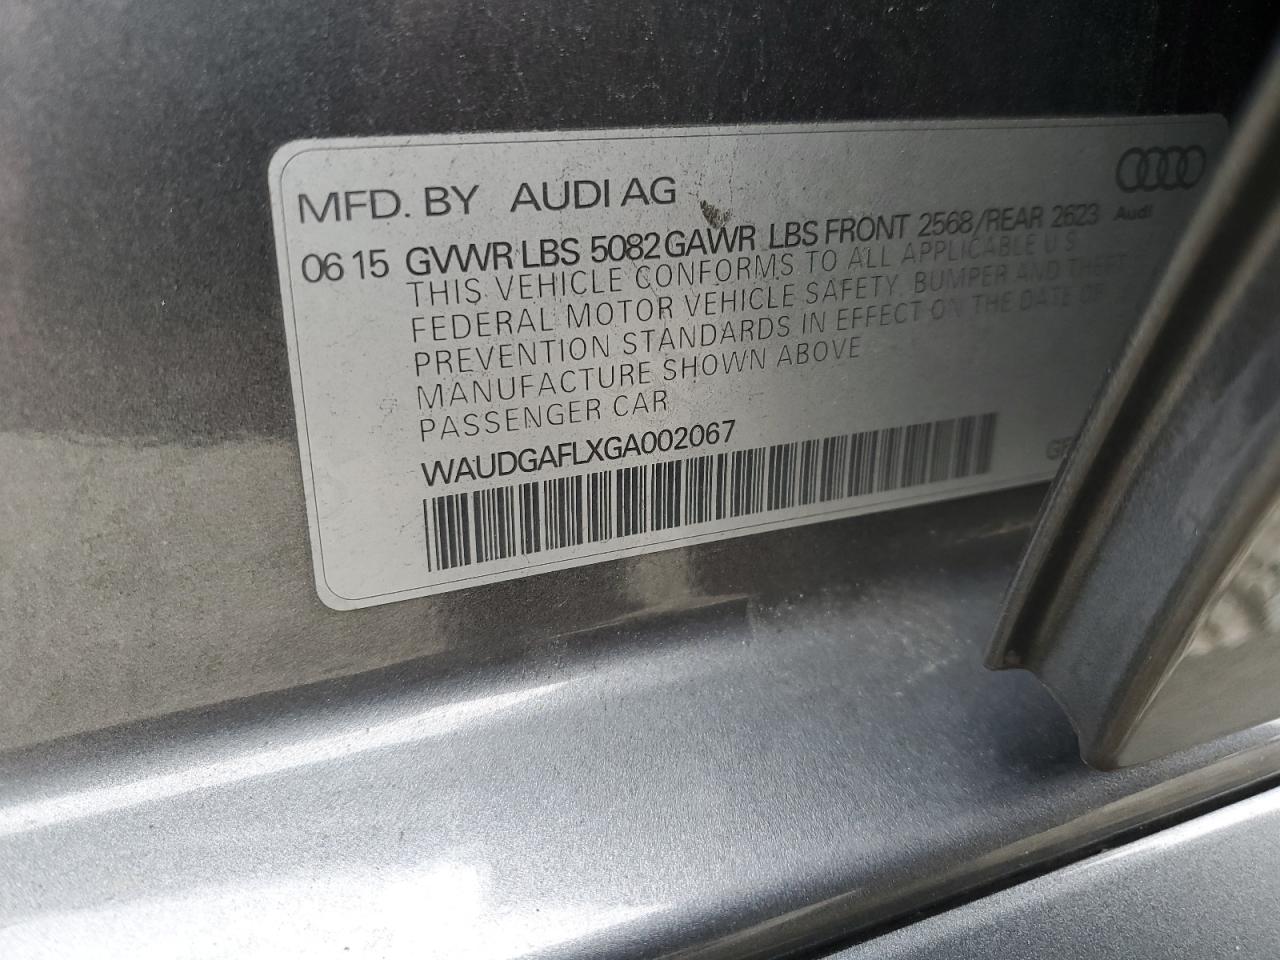 MFD. BY AUDI AG
Audi
06 15 GVWR LBS 5082 GAWR LBS FRONT 2568/REAR 2623
THIS VEHICLE CONFORMS TO ALL APPLICABLE U S
FEDERAL MOTOR VEHICLE SAFETY, BUMPER AND THEFT
PREVENTION STANDARDS IN EFFECT ON THE DATE OF
MANUFACTURE SHOWN ABOVE
PASSENGER CAR
WAUDGAFLXGA002067